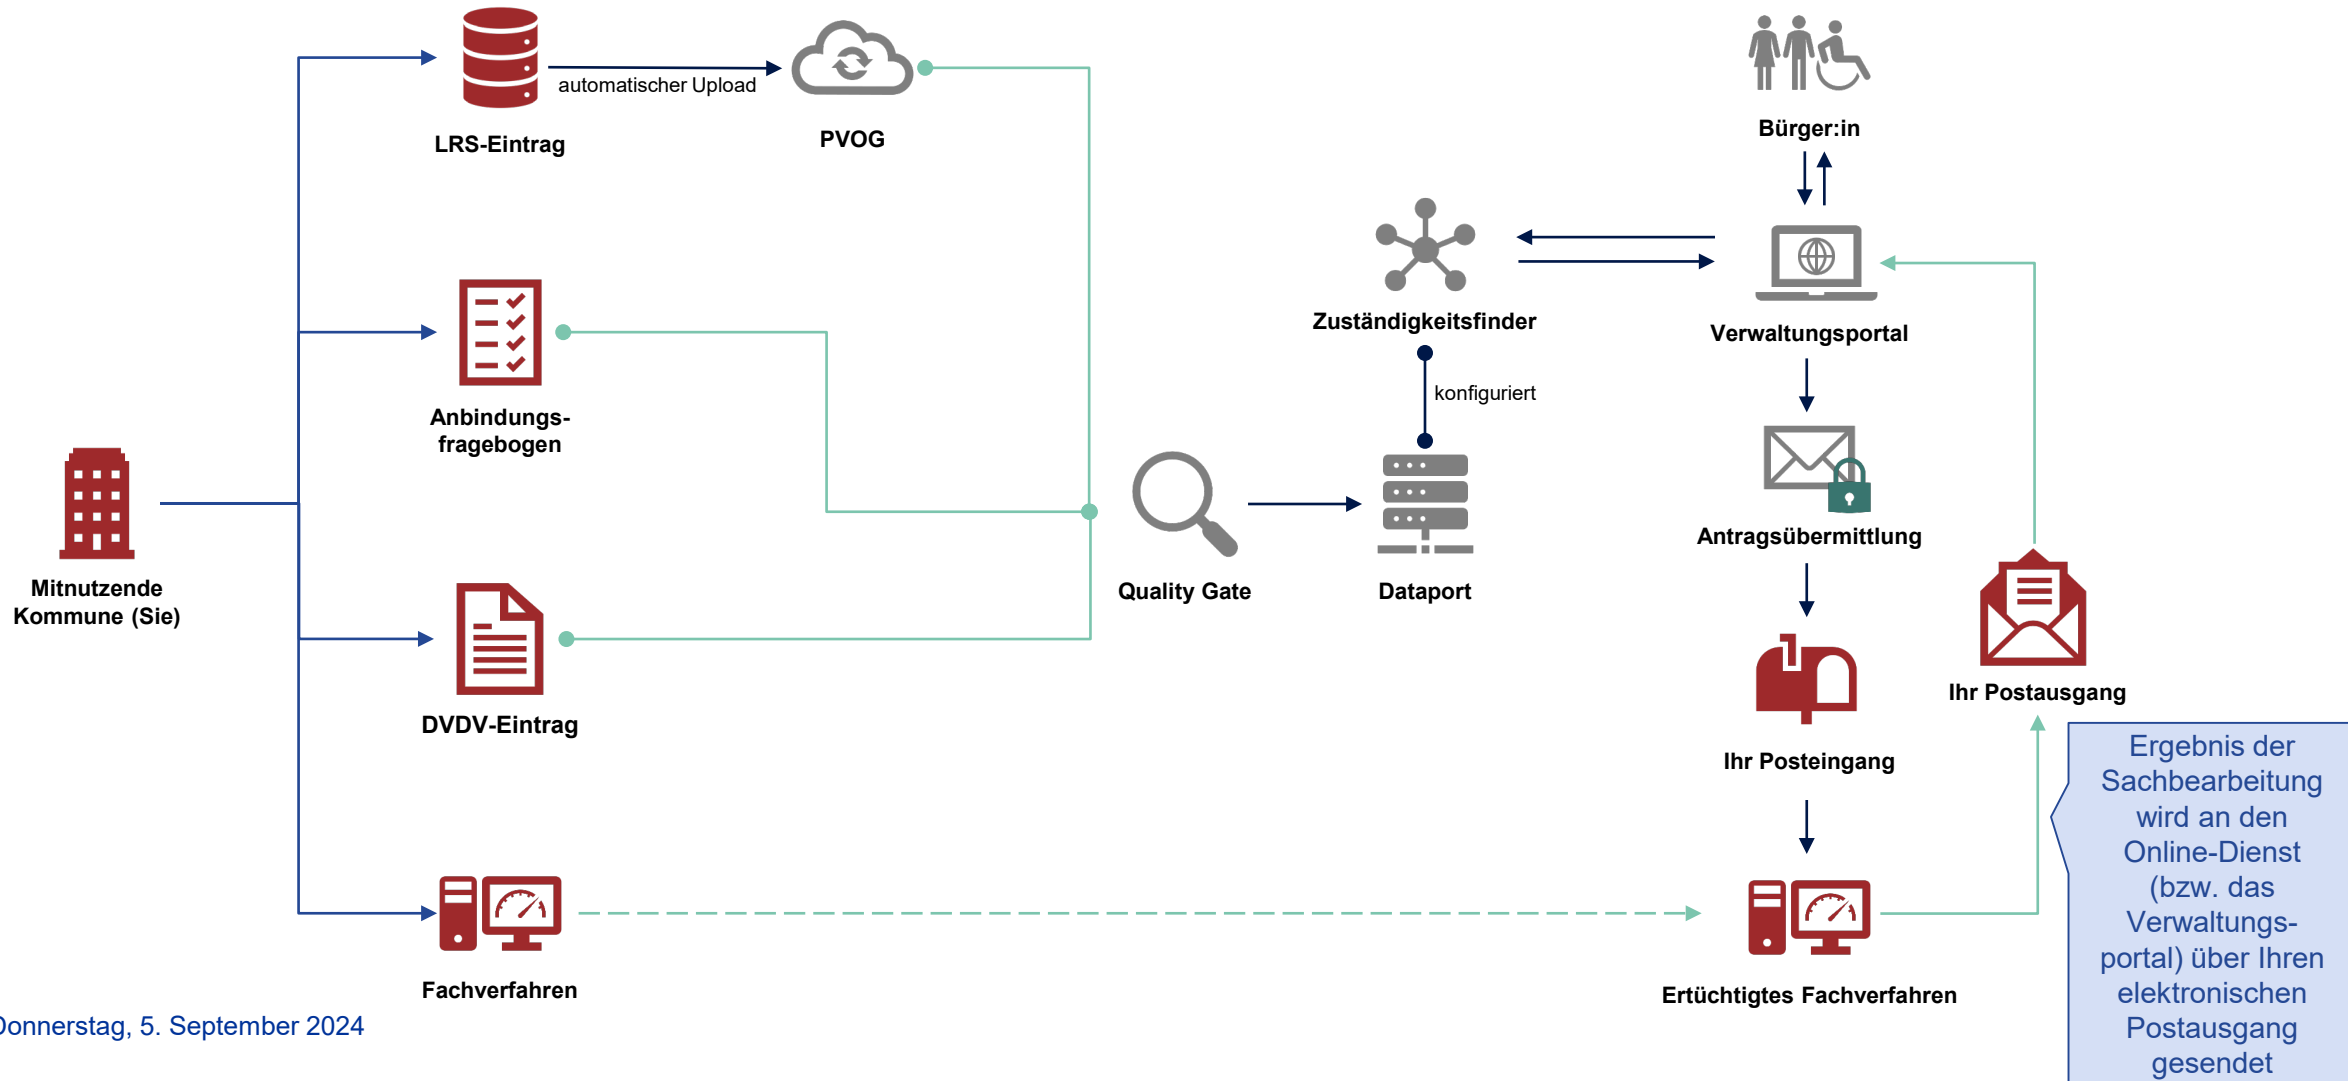 automatischer Upload
LRS-Eintrag
PVOG
Bürger:in
Zuständigkeitsfinder
Verwaltungsportal
konfiguriert
Anbindungs-
fragebogen
Antragsübermittlung
Mitnutzende
Kommune (Sie)
Quality Gate
Dataport
DVDV-Eintrag
Ihr Postausgang
Ihr Posteingang
Ergebnis der
Sachbearbeitung
wird an den
Online-Dienst
(bzw. das
Verwaltungs-
portal) über Ihren
elektronischen
Postausgang
gesendet
Fachverfahren
Ertüchtigtes Fachverfahren
Donnerstag, 5. September 2024